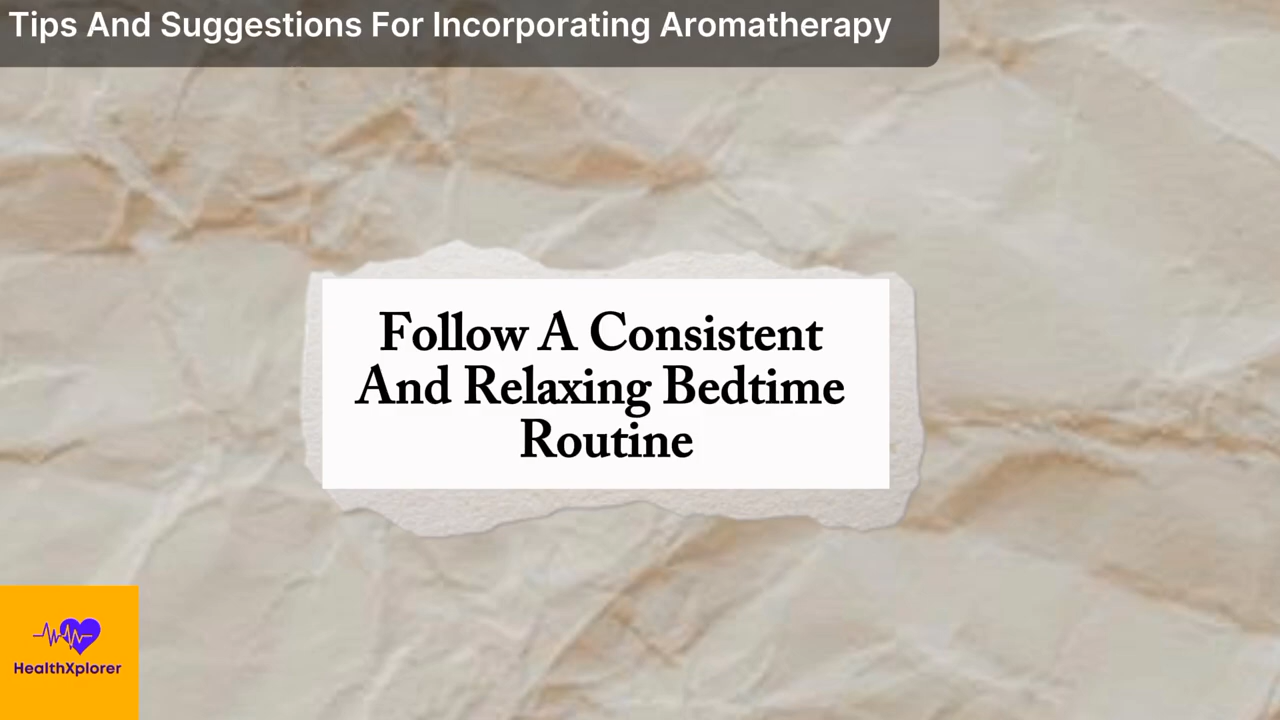 Tips And Suggestions For Incorporating Aromatherapy
Follow A Consistent
And Relaxing Bedtime
Routine
HealthXplorer